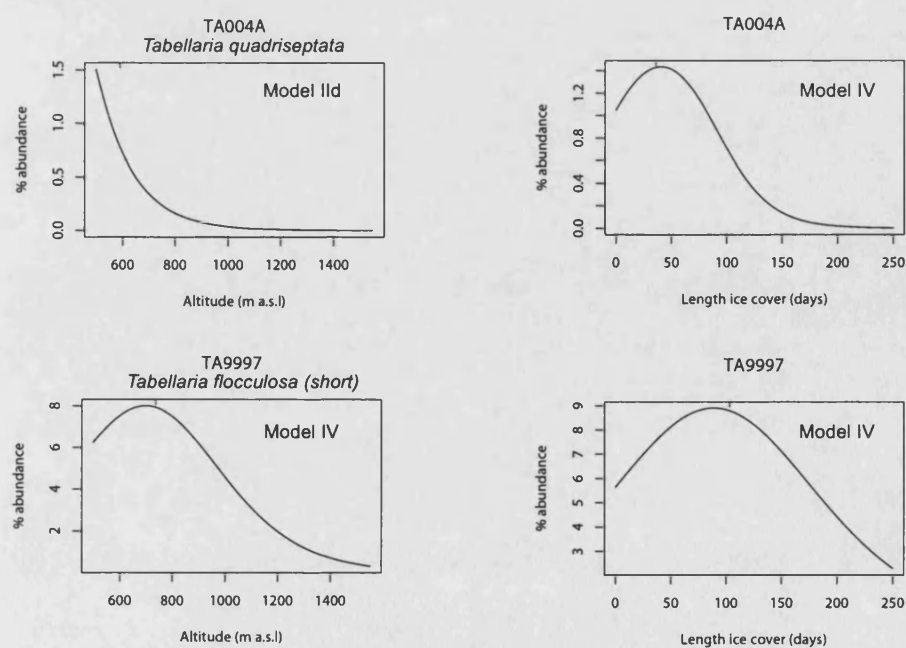 TA004A
Tabellaria quadriseptata
Model IId
% abundance
0.0 0.5 1.0 1.5
600 800 1000 1200 1400
Altitude (m a.s.l)
TA004A
Model IV
% abundance
0.0 0.4 0.8 1.2
0 50 100 150 200 250
Length ice cover (days)
TA9997
Tabellaria flocculosa (short)
Model IV
% abundance
2 4 6 8
600 800 1000 1200 1400
Altitude (m a.s.l)
TA9997
Model IV
% abundance
3 4 5 6 7 8 9
0 50 100 150 200 250
Length ice cover (days)